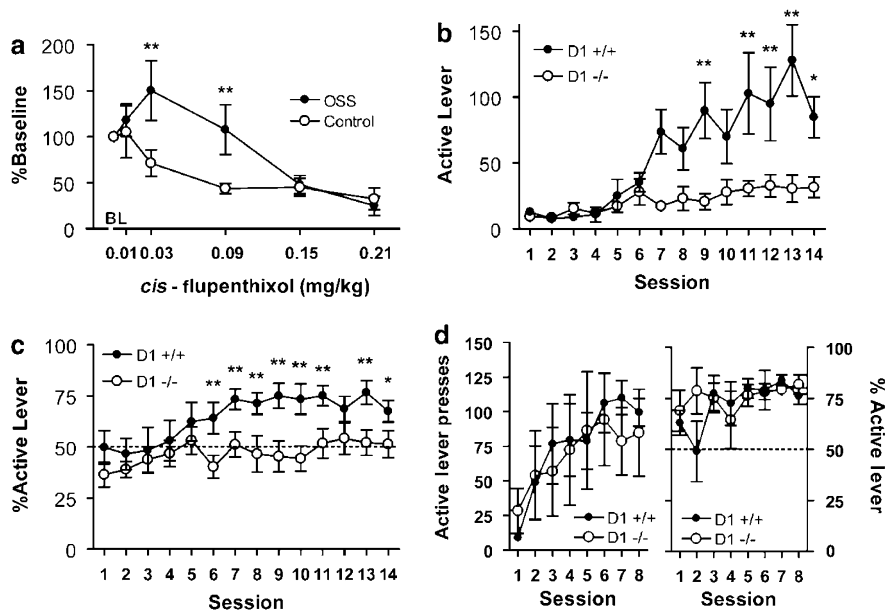 a
%Baseline
200
150
100
50
0
**
**
OSS
Control
BL
0.01 0.03 0.09 0.15 0.21
cis - flupenthixol (mg/kg)
b
Active Lever
150
100
50
0
D1 +/+
D1 -/-
** ** ** ** *
1 2 3 4 5 6 7 8 9 10 11 12 13 14
Session
c
%Active Lever
100
75
50
25
0
D1 +/+
D1 -/-
** ** ** ** ** ** ** *
1 2 3 4 5 6 7 8 9 10 11 12 13 14
Session
d
Active lever presses
150
125
100
75
50
25
0
D1 +/+
D1 -/-
1 2 3 4 5 6 7 8
Session
100
50
0
% Active lever
D1 +/+
D1 -/-
1 2 3 4 5 6 7 8